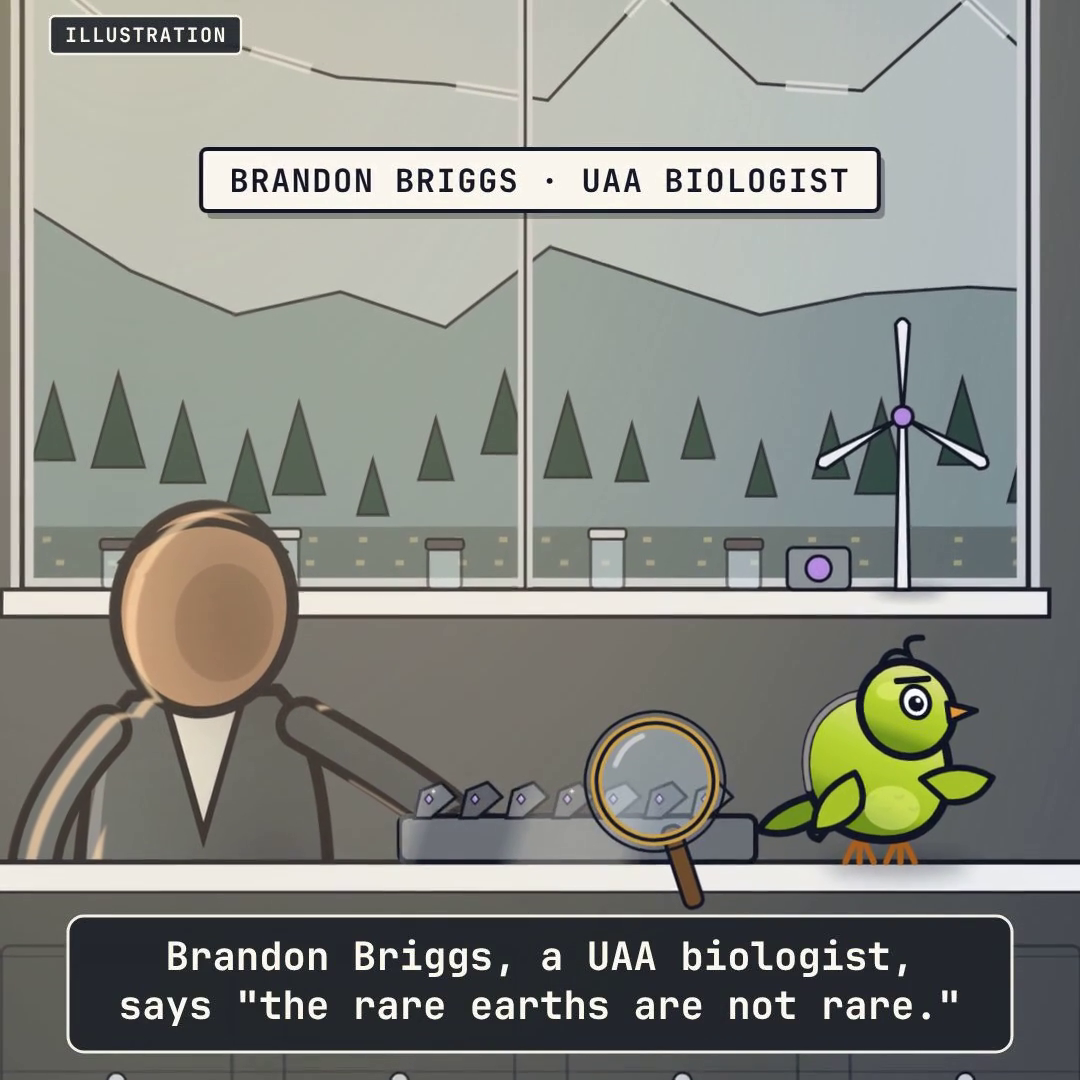 ILLUSTRATION
BRANDON BRIGGS · UAA BIOLOGIST
Brandon Briggs, a UAA biologist,
says "the rare earths are not rare."